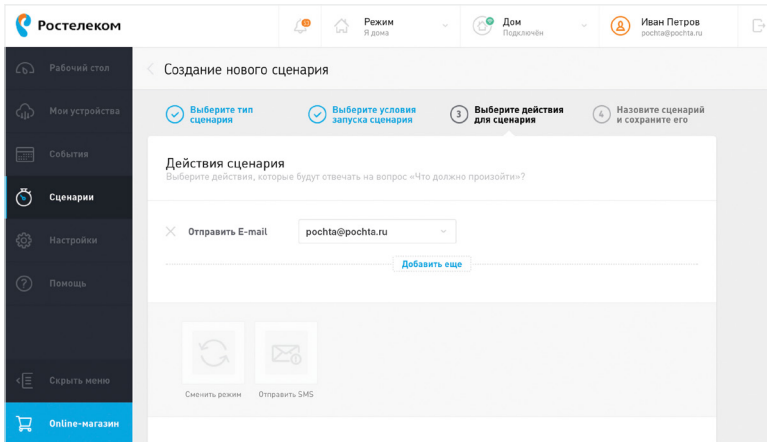 Ростелеком
Режим
Я дома
Дом
Подключён
Иван Петров
pochta@pochta.ru
Рабочий стол
Мои устройства
События
Сценарии
Настройки
Помощь
Скрыть меню
Online-магазин
Создание нового сценария
Выберите тип
сценария
Выберите условия
запуска сценария
3
Выберите действия
для сценария
4
Назовите сценарий
и сохраните его
Действия сценария
Выберите действия, которые будут отвечать на вопрос «Что должно произойти»?
Отправить E-mail
pochta@pochta.ru
Добавить еще
Сменить режим
Отправить SMS